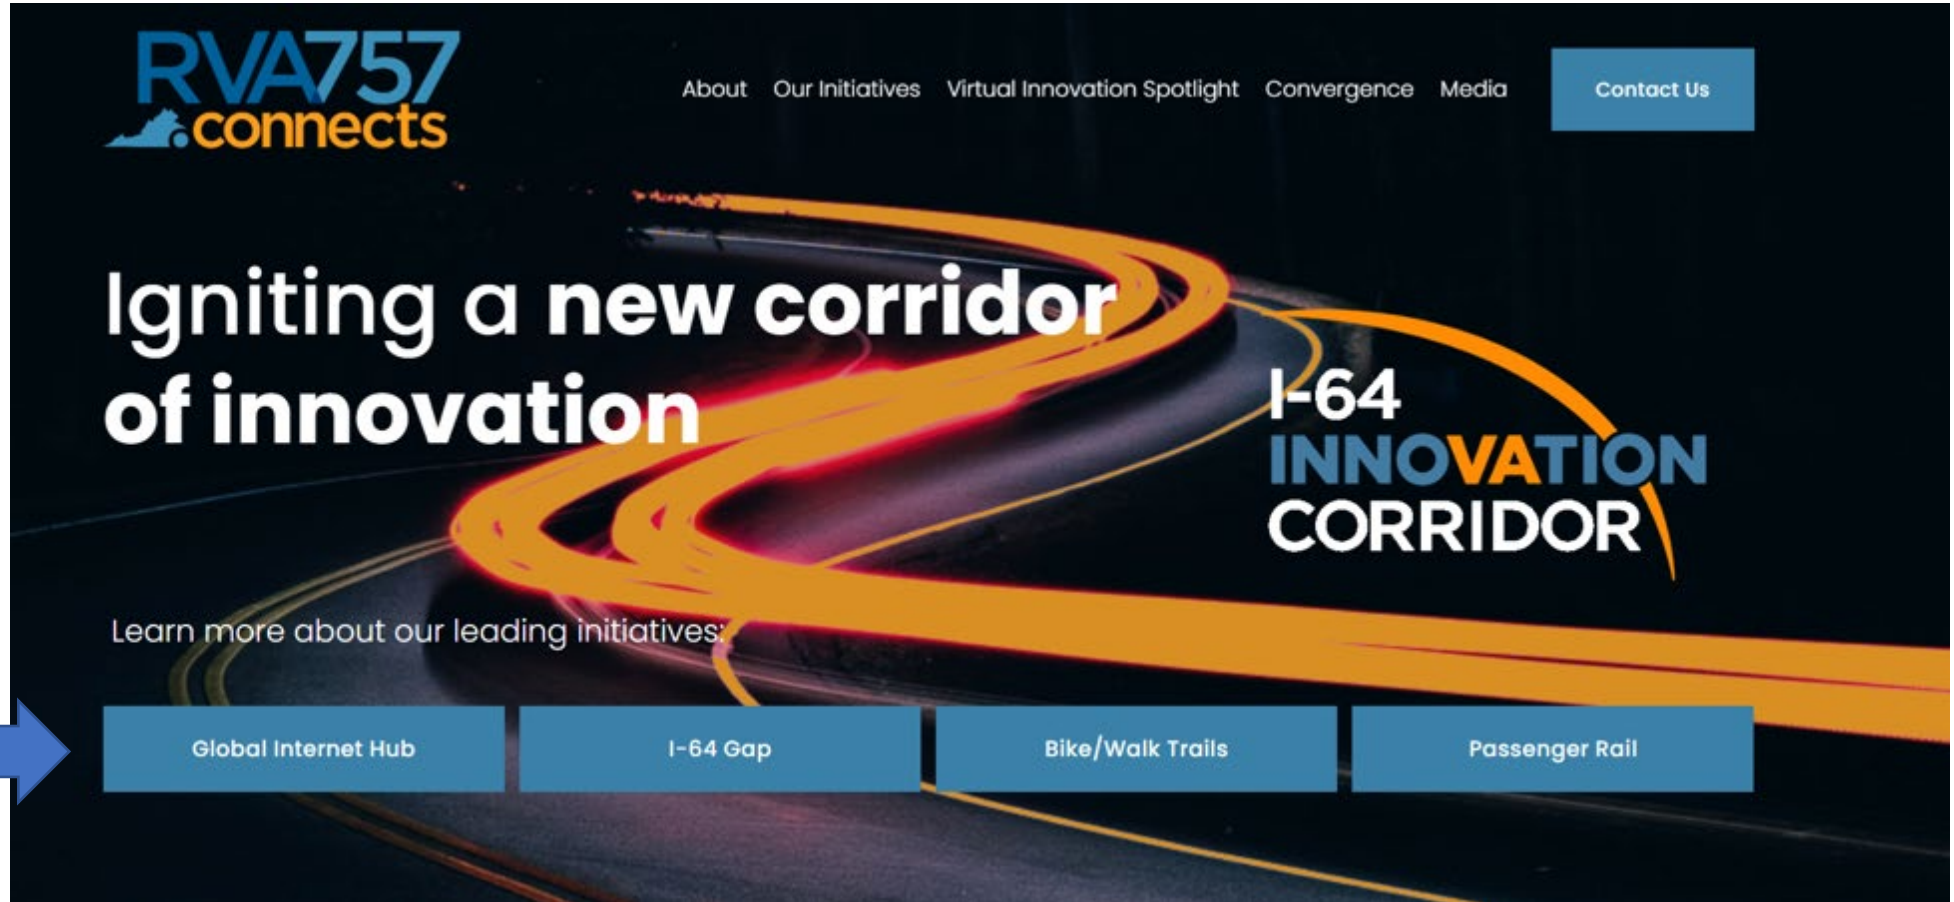 RVA757
connects
About Our Initiatives Virtual Innovation Spotlight Convergence Media Contact Us
Igniting a new corridor
of innovation
I-64
INNOVATION
CORRIDOR
Learn more about our leading initiatives:
Global Internet Hub I-64 Gap Bike/Walk Trails Passenger Rail